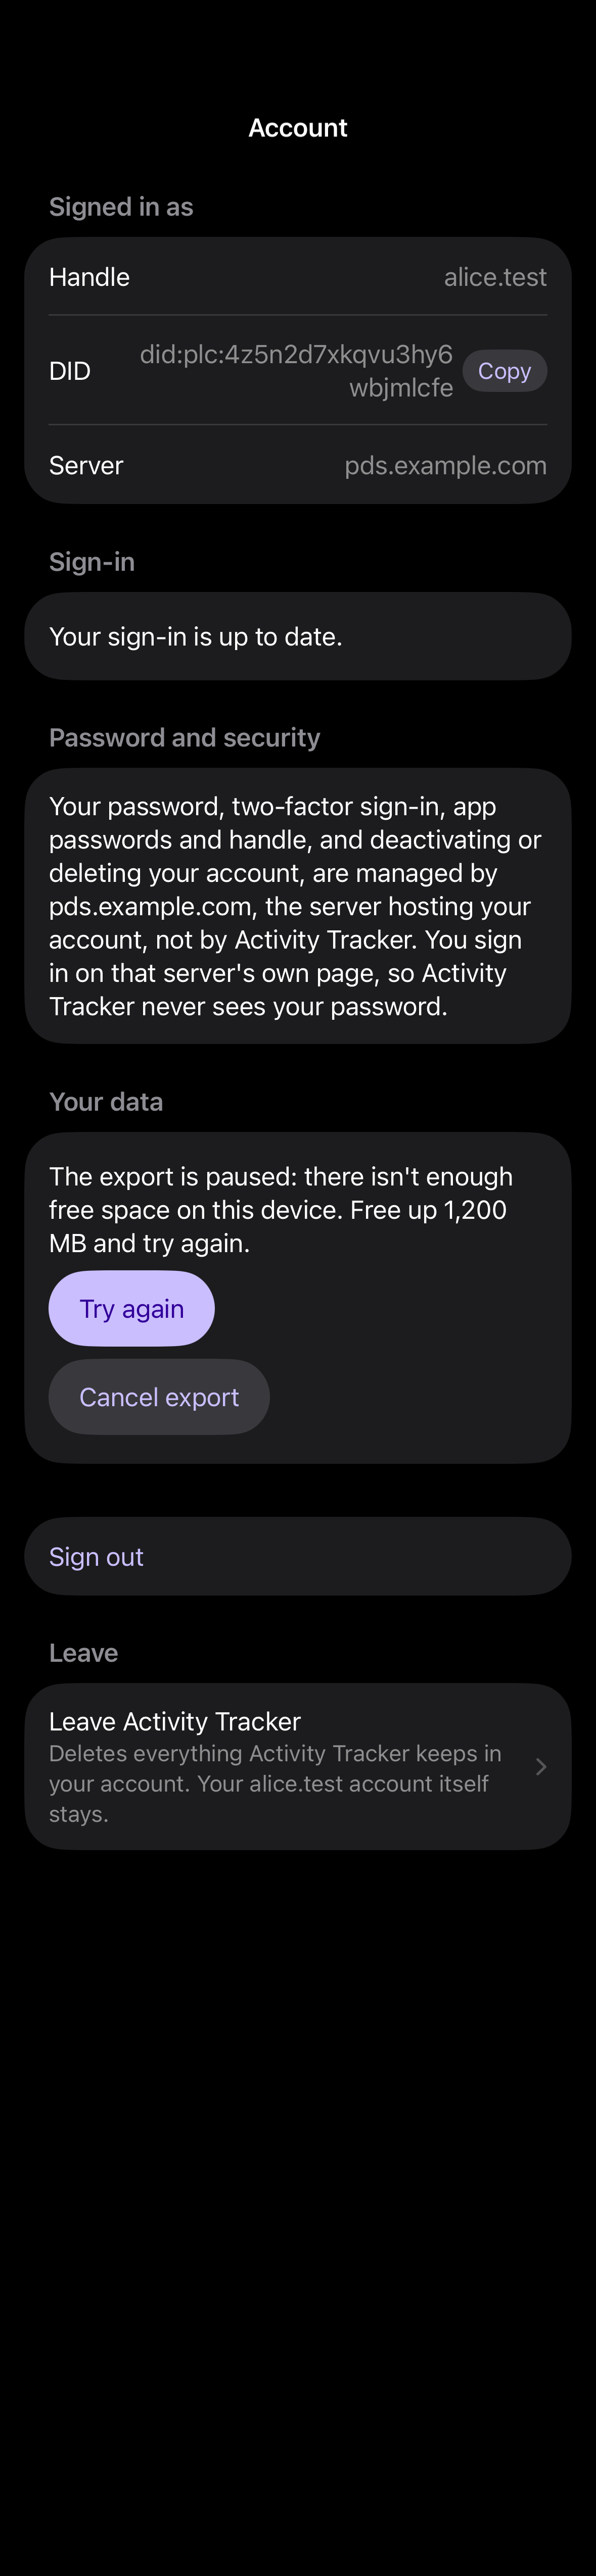 Account
Signed in as
Handle
alice.test
DID
did:plc:4z5n2d7xkqvu3hy6
wbjmlcfe
Copy
Server
pds.example.com
Sign-in
Your sign-in is up to date.
Password and security
Your password, two-factor sign-in, app
passwords and handle, and deactivating or
deleting your account, are managed by
pds.example.com, the server hosting your
account, not by Activity Tracker. You sign
in on that server's own page, so Activity
Tracker never sees your password.
Your data
The export is paused: there isn't enough
free space on this device. Free up 1,200
MB and try again.
Try again
Cancel export
Sign out
Leave
Leave Activity Tracker
Deletes everything Activity Tracker keeps in
your account. Your alice.test account itself
stays.